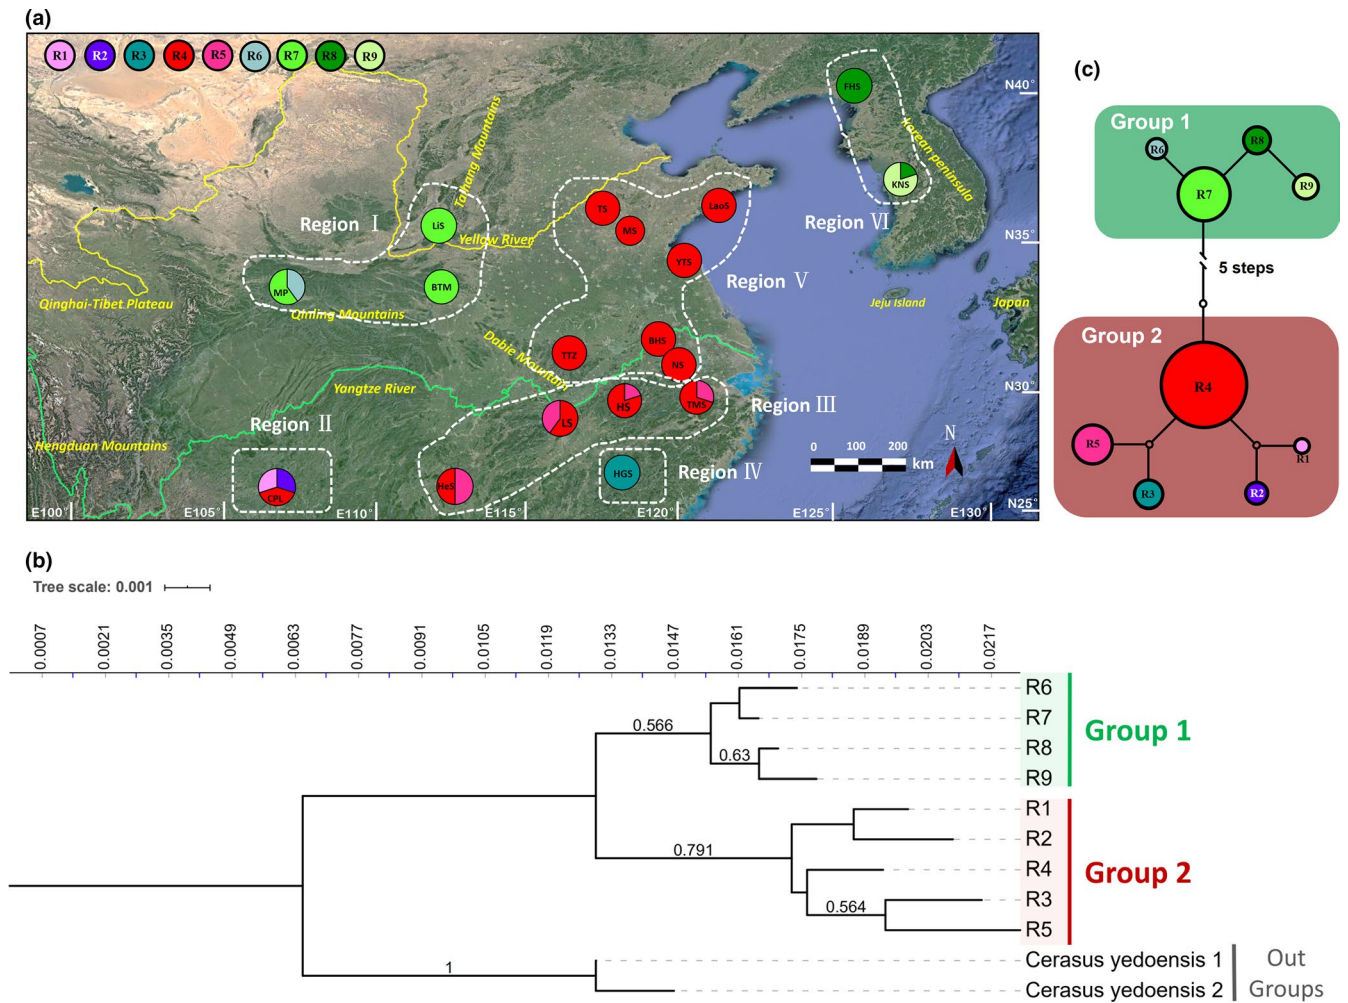 (a)
R1 R2 R3 R4 R5 R6 R7 R8 R9
N40°
FHS
Taihang Mountains
Korean peninsula
KNS
TS
LaoS
MS
Region Ⅰ
LiS
Region Ⅵ
Yellow River
N35°
YTS
Region Ⅴ
MP
BTM
Qinghai-Tibet Plateau
Qinling Mountains
Jeju Island
Japan
Dabie Mountain
BHS
TTZ
NS
Yangtze River
N30°
HS
TMS
Region Ⅲ
LS
Region Ⅱ
Hengduan Mountains
0 100 200
km
N
HGS
Region Ⅳ
CPL
HeS
N25°
E100° E105° E110° E115° E120° E125° E130°
(c)
Group 1
R6
R8
R7
R9
5 steps
Group 2
R4
R5
R1
R3
R2
(b)
Tree scale: 0.001
0.0007 0.0021 0.0035 0.0049 0.0063 0.0077 0.0091 0.0105 0.0119 0.0133 0.0147 0.0161 0.0175 0.0189 0.0203 0.0217
R6
R7
0.566
Group 1
R8
0.63
R9
R1
R2
0.791
R4
Group 2
R3
0.564
R5
Cerasus yedoensis 1
Out
1
Cerasus yedoensis 2
Groups